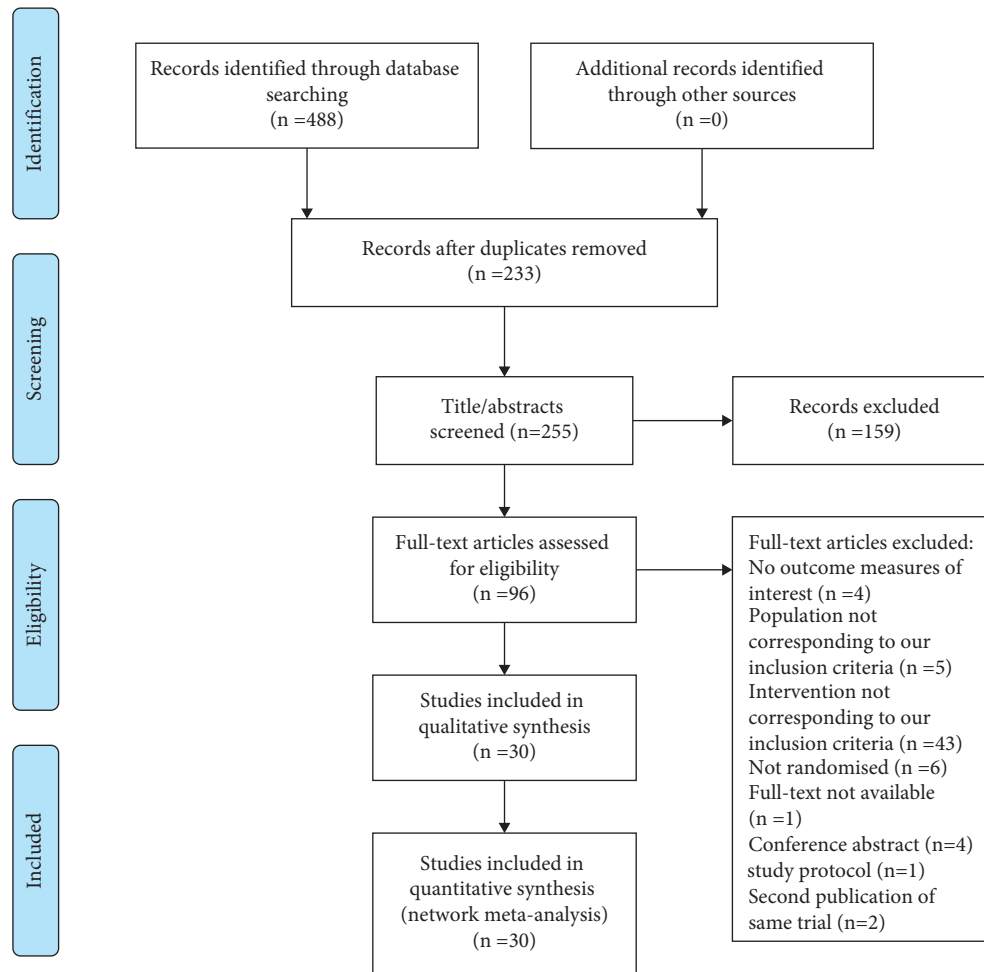 Identification
Records identified through database
searching
(n =488)
Additional records identified
through other sources
(n =0)
Records after duplicates removed
(n =233)
Screening
Title/abstracts
screened (n=255)
Records excluded
(n =159)
Eligibility
Full-text articles assessed
for eligibility
(n =96)
Full-text articles excluded:
No outcome measures of
interest (n =4)
Population not
corresponding to our
inclusion criteria (n =5)
Intervention not
corresponding to our
inclusion criteria (n =43)
Not randomised (n =6)
Full-text not available
(n =1)
Conference abstract (n=4)
study protocol (n=1)
Second publication of
same trial (n=2)
Studies included in
qualitative synthesis
(n =30)
Included
Studies included in
quantitative synthesis
(network meta-analysis)
(n =30)